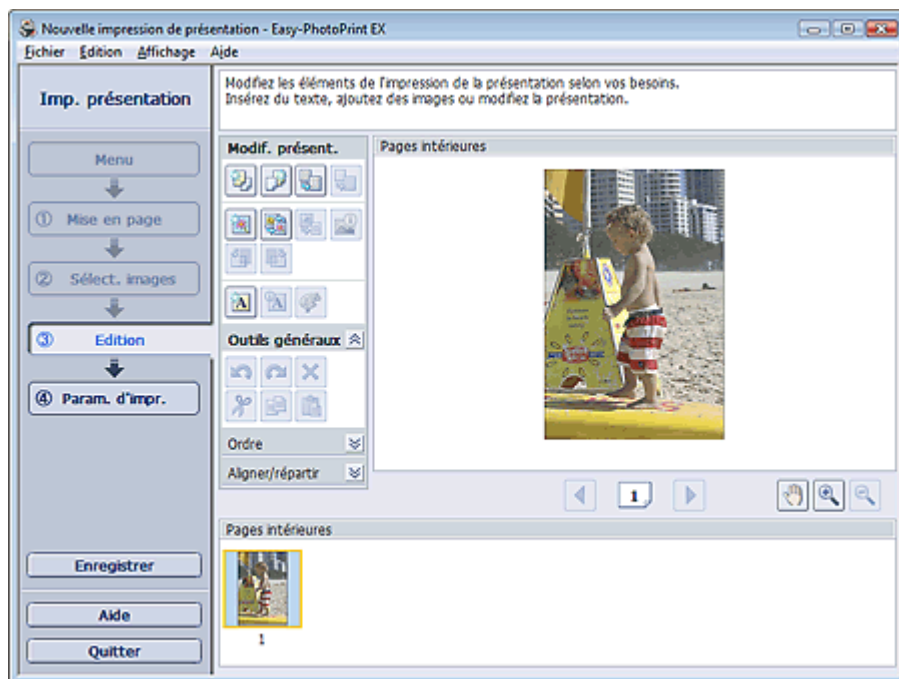 Nouvelle impression de présentation - Easy-PhotoPrint EX
Fichier Edition Affichage Aide
Imp. présentation
Modifiez les éléments de l'impression de la présentation selon vos besoins.
Insérez du texte, ajoutez des images ou modifiez la présentation.
Menu
① Mise en page
② Sélect. images
③ Edition
④ Param. d'impr.
Enregistrer
Aide
Quitter
Modif. présent.
A
A
Outils généraux
Ordre
Aligner/répartir
Pages intérieures
1
Pages intérieures
1